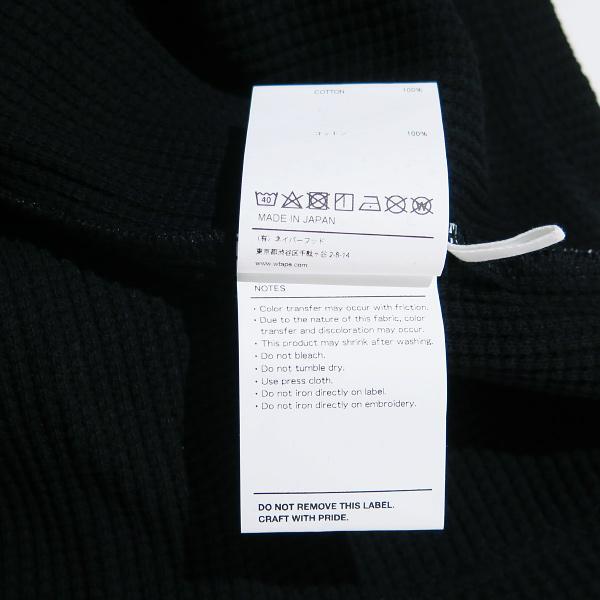 COTTON 100%
コットン 100%
40 W
MADE IN JAPAN
(有)ネイバーフッド
東京都渋谷区千駄ヶ谷 2-8-14
www.wtaps.com
NOTES
・Color transfer may occur with friction.
・Due to the nature of this fabric, color
transfer and discoloration may occur.
・This product may shrink after washing.
・Do not bleach.
・Do not tumble dry.
・Use press cloth.
・Do not iron directly on label.
・Do not iron directly on embroidery.
DO NOT REMOVE THIS LABEL.
CRAFT WITH PRIDE.